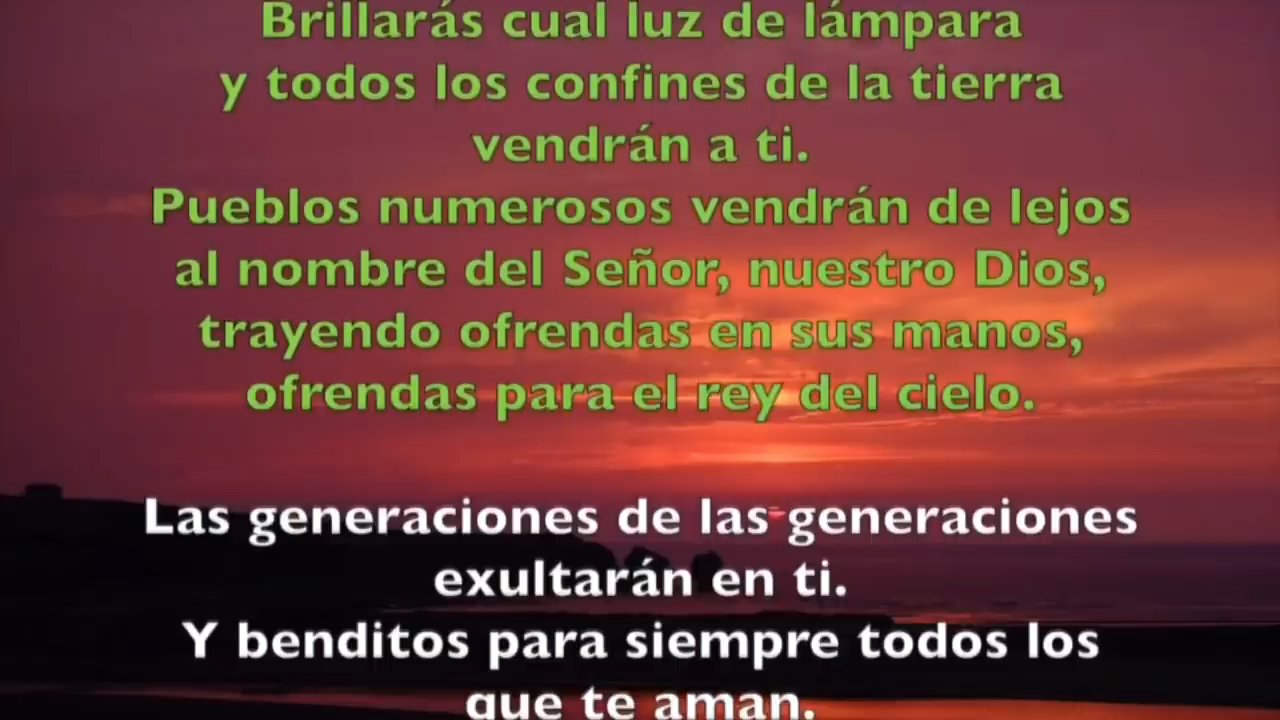 Brillarás cual luz de lámpara
y todos los confines de la tierra
vendrán a ti.
Pueblos numerosos vendrán de lejos
al nombre del Señor, nuestro Dios,
trayendo ofrendas en sus manos,
ofrendas para el rey del cielo.
Las generaciones de las generaciones
exultarán en ti.
Y benditos para siempre todos los
que te aman.